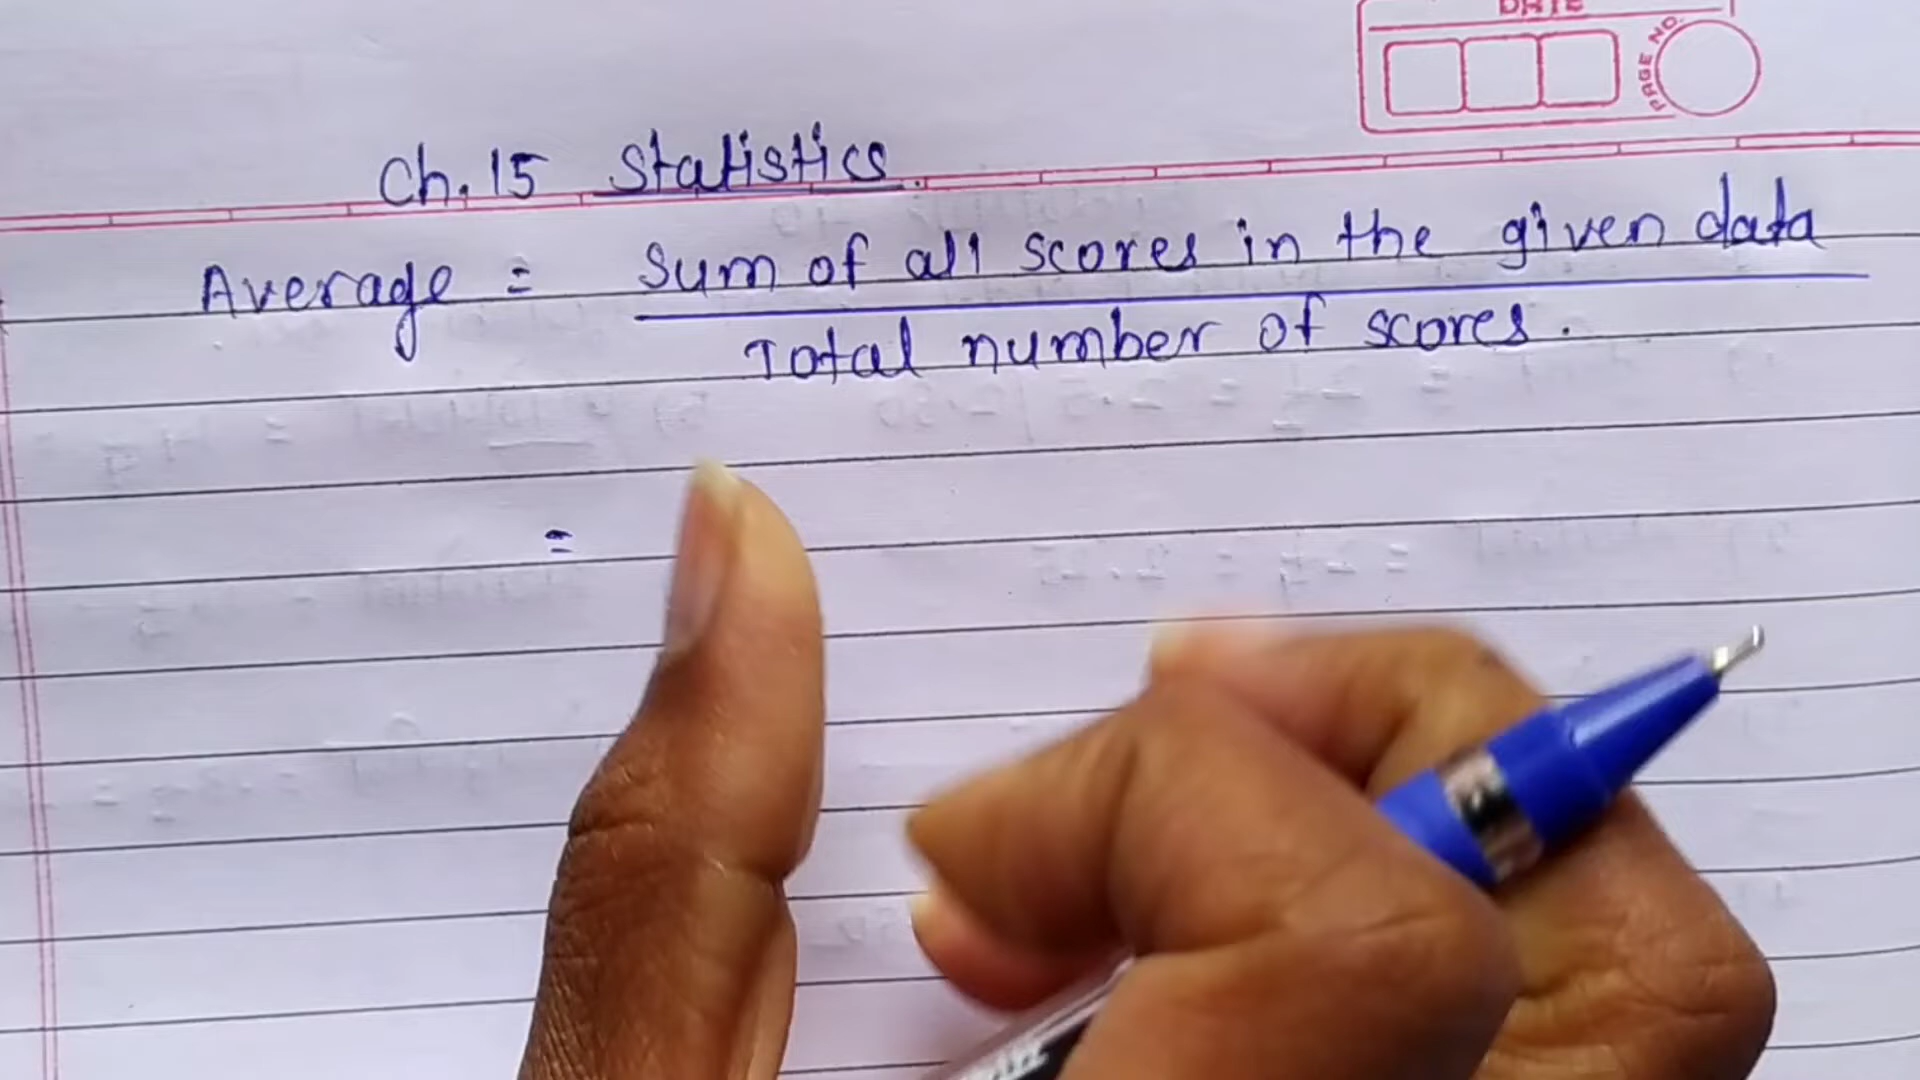 DATE
PAGE NO.
Ch. 15 Statistics.
Average = Sum of all scores in the given data
Total number of scores.
=